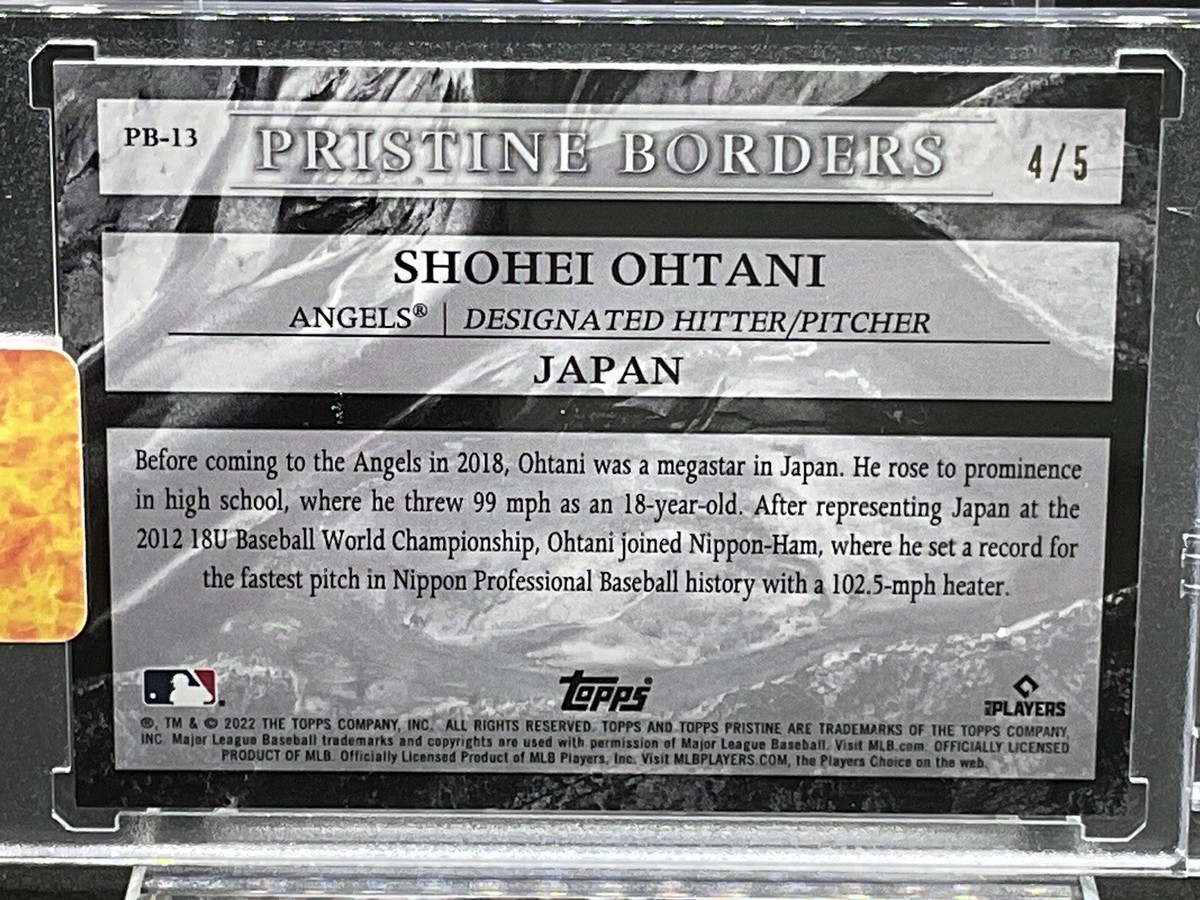 PB-13
PRISTINE BORDERS
4/5
SHOHEI OHTANI
ANGELS® | DESIGNATED HITTER/PITCHER
JAPAN
Before coming to the Angels in 2018, Ohtani was a megastar in Japan. He rose to prominence
in high school, where he threw 99 mph as an 18-year-old. After representing Japan at the
2012 18U Baseball World Championship, Ohtani joined Nippon-Ham, where he set a record for
the fastest pitch in Nippon Professional Baseball history with a 102.5-mph heater.
topps
PLAYERS
®, TM & © 2022 THE TOPPS COMPANY, INC. ALL RIGHTS RESERVED. TOPPS AND TOPPS PRISTINE ARE TRADEMARKS OF THE TOPPS COMPANY,
INC. Major League Baseball trademarks and copyrights are used with permission of Major League Baseball. Visit MLB.com. OFFICIALLY LICENSED
PRODUCT OF MLB. Officially Licensed Product of MLB Players, Inc. Visit MLBPLAYERS.COM, the Players Choice on the web.